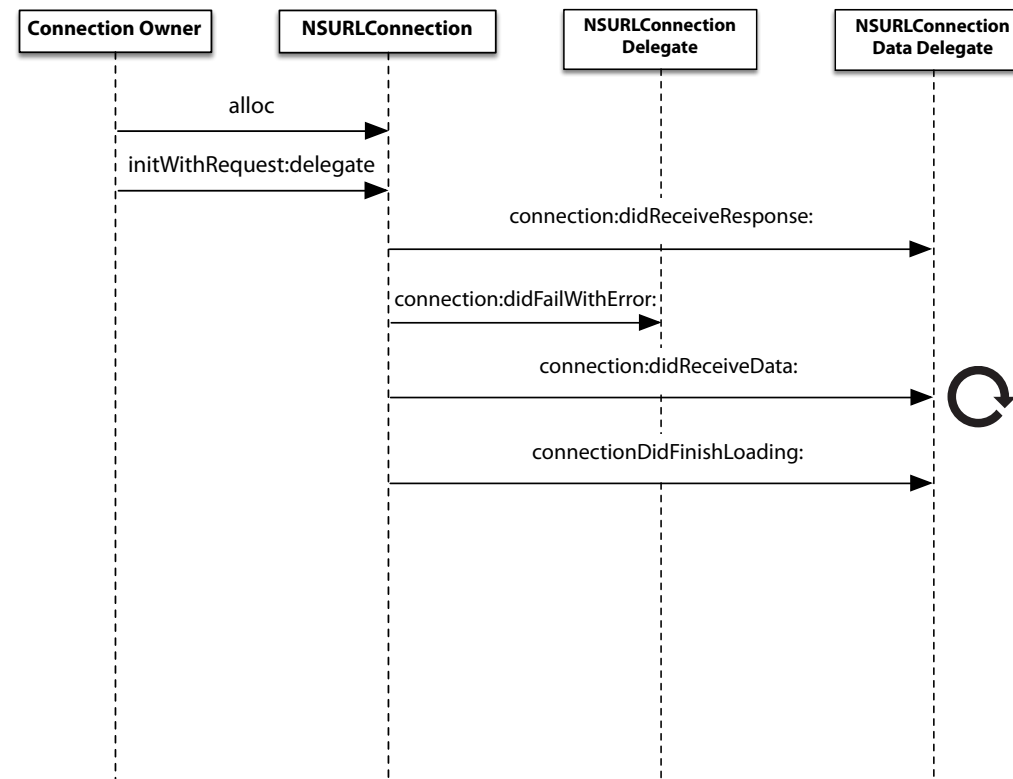 Connection Owner
NSURLConnection
NSURLConnection
Delegate
NSURLConnection
Data Delegate
alloc
initWithRequest:delegate
connection:didReceiveResponse:
connection:didFailWithError:
connection:didReceiveData:
connectionDidFinishLoading: